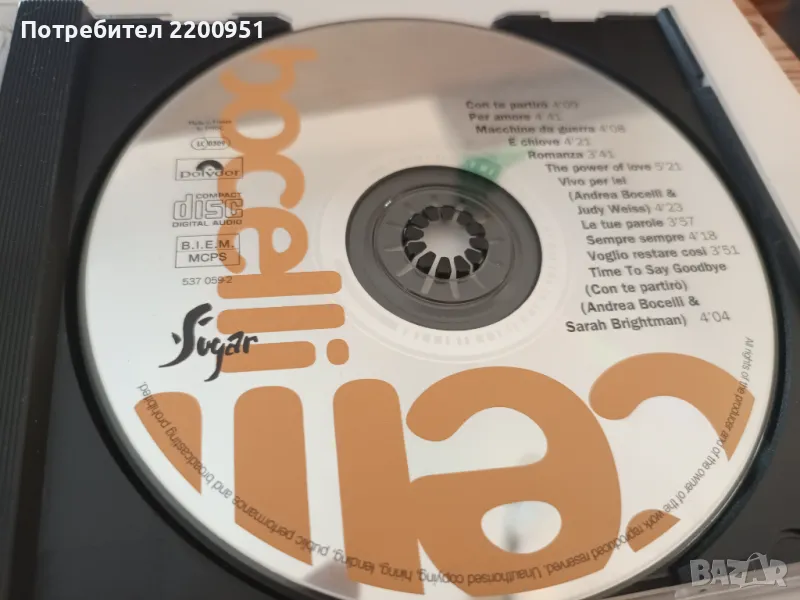 Потребител 2200951
bocelli
Con te partirò 4'09
Per amore 4'41
Macchine da guerra 4'08
E chiove 4'21
Romanza 3'41
The power of love 5'21
Vivo per lei
(Andrea Bocelli &
Judy Weiss) 4'23
Le tue parole 3'57
Sempre sempre 4'18
Voglio restare così 3'51
Time To Say Goodbye
(Con te partirò)
(Andrea Bocelli &
Sarah Brightman) 4'04
Polydor
COMPACT
disc
DIGITAL AUDIO
B.I.E.M.
MCPS
537 059-2
Sugar
All rights of the producer and of the owner of the work reproduced reserved. Unauthorised copying, hiring, lending, public performance and broadcasting prohibited.
BAZAR